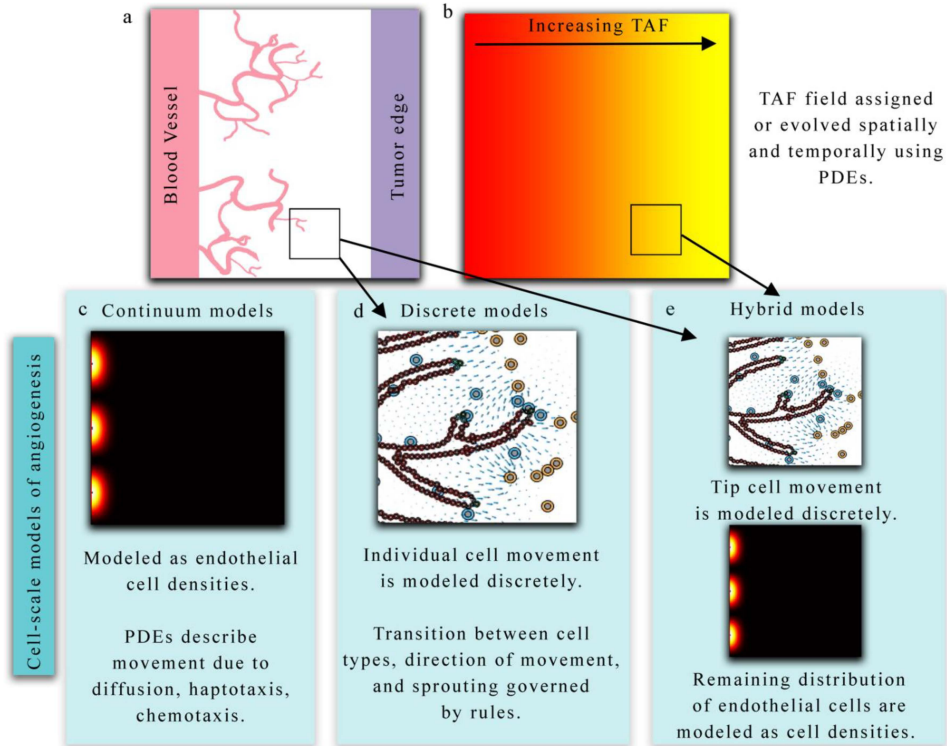 a
Blood Vessel
Tumor edge
b
Increasing TAF
TAF field assigned
or evolved spatially
and temporally using
PDEs.
Cell-scale models of angiogenesis
c
Continuum models
Modeled as endothelial
cell densities.
PDEs describe
movement due to
diffusion, haptotaxis,
chemotaxis.
d
Discrete models
Individual cell movement
is modeled discretely.
Transition between cell
types, direction of movement,
and sprouting governed
by rules.
e
Hybrid models
Tip cell movement
is modeled discretely.
Remaining distribution
of endothelial cells are
modeled as cell densities.